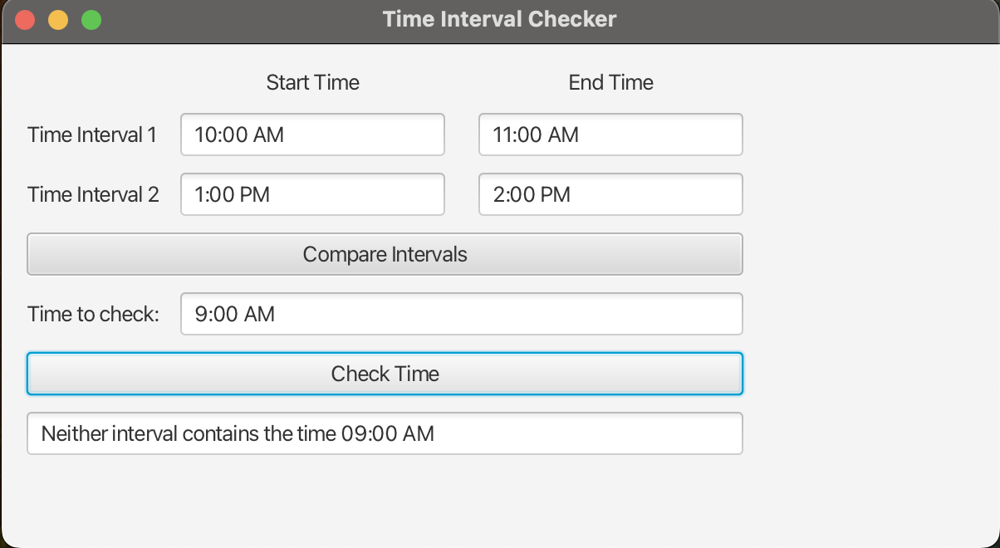 Time Interval Checker
Start Time End Time
Time Interval 1 10:00 AM 11:00 AM
Time Interval 2 1:00 PM 2:00 PM
Compare Intervals
Time to check: 9:00 AM
Check Time
Neither interval contains the time 09:00 AM